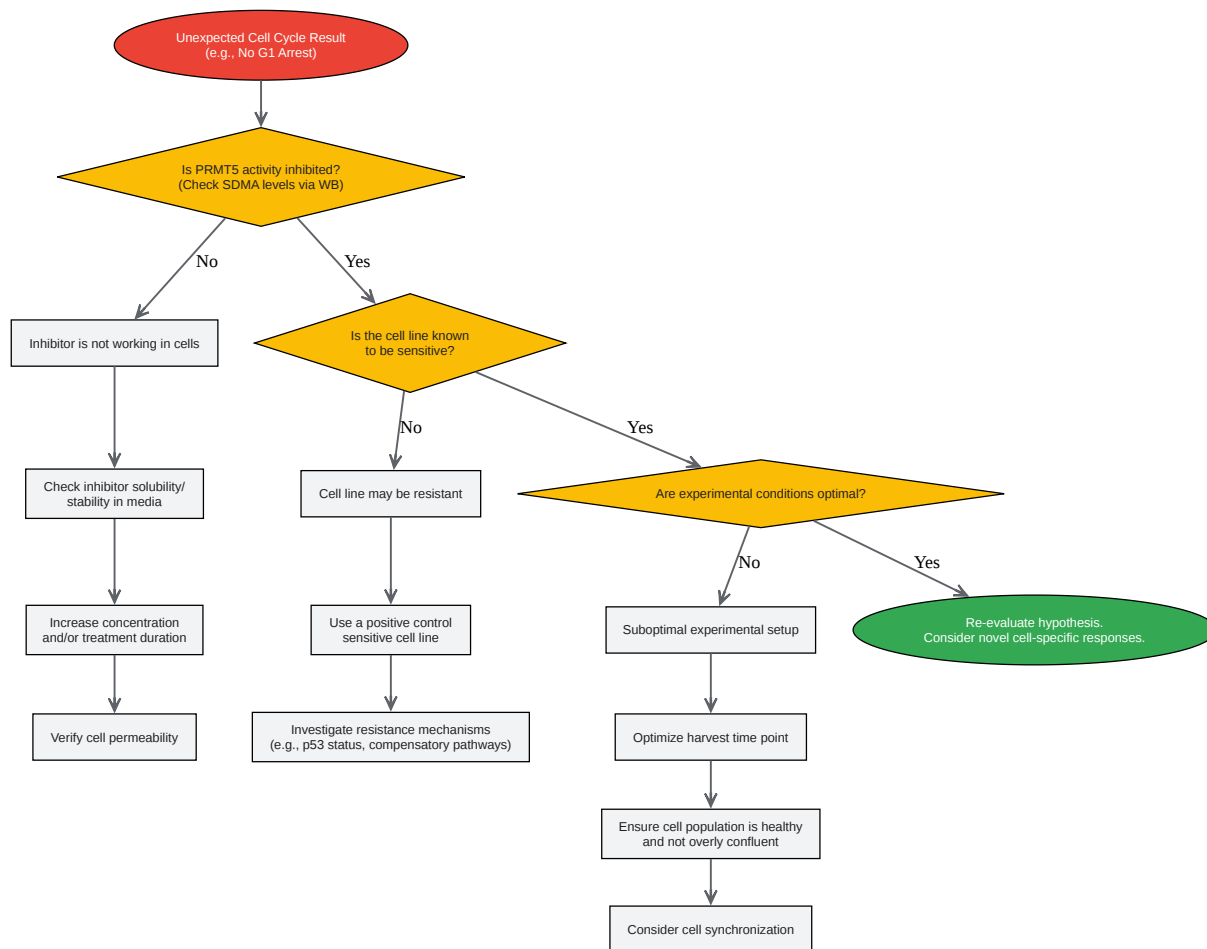 Unexpected Cell Cycle Result
(e.g., No G1 Arrest)
Is PRMT5 activity inhibited?
(Check SDMA levels via WB)
No
Yes
Inhibitor is not working in cells
Is the cell line known
to be sensitive?
No
Yes
Check inhibitor solubility/
stability in media
Cell line may be resistant
Are experimental conditions optimal?
No
Yes
Increase concentration
and/or treatment duration
Use a positive control
sensitive cell line
Suboptimal experimental setup
Re-evaluate hypothesis.
Consider novel cell-specific responses.
Verify cell permeability
Investigate resistance mechanisms
(e.g., p53 status, compensatory pathways)
Optimize harvest time point
Ensure cell population is healthy
and not overly confluent
Consider cell synchronization